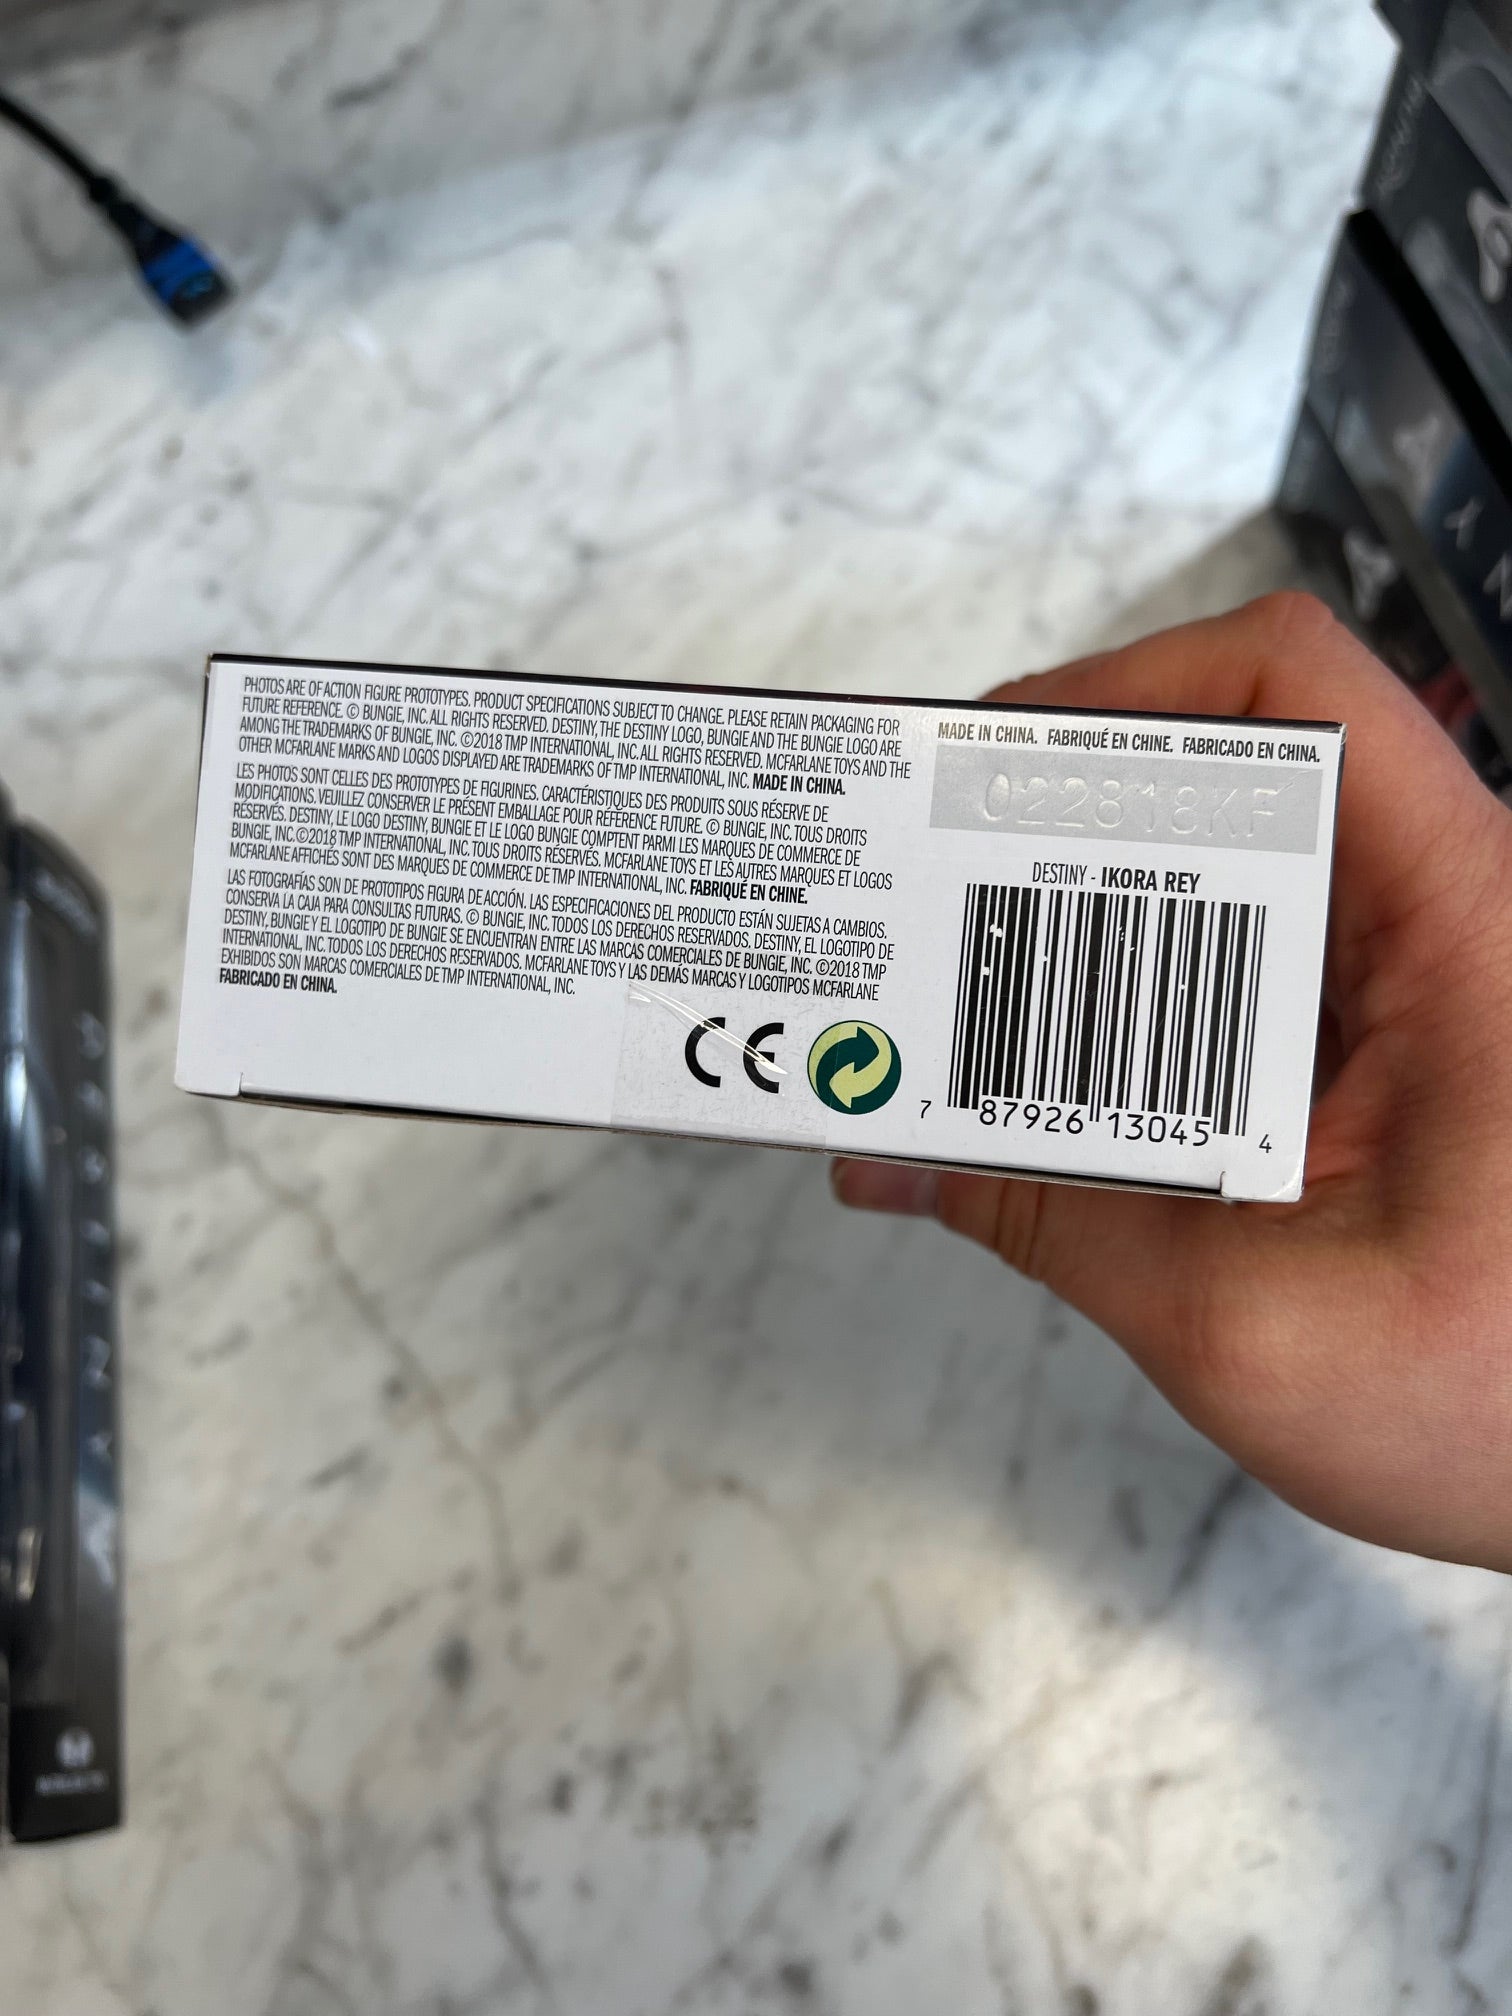 PHOTOS ARE OF ACTION FIGURE PROTOTYPES. PRODUCT SPECIFICATIONS SUBJECT TO CHANGE. PLEASE RETAIN PACKAGING FOR
FUTURE REFERENCE. © BUNGIE, INC. ALL RIGHTS RESERVED. DESTINY, THE DESTINY LOGO, BUNGIE AND THE BUNGIE LOGO ARE
AMONG THE TRADEMARKS OF BUNGIE, INC. ©2018 TMP INTERNATIONAL, INC. ALL RIGHTS RESERVED. MCFARLANE TOYS AND THE
OTHER MCFARLANE MARKS AND LOGOS DISPLAYED ARE TRADEMARKS OF TMP INTERNATIONAL, INC. MADE IN CHINA.
LES PHOTOS SONT CELLES DES PROTOTYPES DE FIGURINES. CARACTÉRISTIQUES DES PRODUITS SOUS RÉSERVE DE
MODIFICATIONS. VEUILLEZ CONSERVER LE PRÉSENT EMBALLAGE POUR RÉFÉRENCE FUTURE. © BUNGIE, INC. TOUS DROITS
RÉSERVÉS. DESTINY, LE LOGO DESTINY, BUNGIE ET LE LOGO BUNGIE COMPTENT PARMI LES MARQUES DE COMMERCE DE
BUNGIE, INC. ©2018 TMP INTERNATIONAL, INC. TOUS DROITS RÉSERVÉS. MCFARLANE TOYS ET LES AUTRES MARQUES ET LOGOS
MCFARLANE AFFICHÉS SONT DES MARQUES DE COMMERCE DE TMP INTERNATIONAL, INC. FABRIQUÉ EN CHINE.
LAS FOTOGRAFÍAS SON DE PROTOTIPOS FIGURA DE ACCIÓN. LAS ESPECIFICACIONES DEL PRODUCTO ESTÁN SUJETAS A CAMBIOS.
CONSERVA LA CAJA PARA CONSULTAS FUTURAS. © BUNGIE, INC. TODOS LOS DERECHOS RESERVADOS. DESTINY, EL LOGOTIPO DE
DESTINY, BUNGIE Y EL LOGOTIPO DE BUNGIE SE ENCUENTRAN ENTRE LAS MARCAS COMERCIALES DE BUNGIE, INC. ©2018 TMP
INTERNATIONAL, INC. TODOS LOS DERECHOS RESERVADOS. MCFARLANE TOYS Y LAS DEMÁS MARCAS Y LOGOTIPOS MCFARLANE
EXHIBIDOS SON MARCAS COMERCIALES DE TMP INTERNATIONAL, INC.
FABRICADO EN CHINA.
CE
MADE IN CHINA. FABRIQUÉ EN CHINE. FABRICADO EN CHINA.
022818KF
DESTINY - IKORA REY
7 87926 13045 4